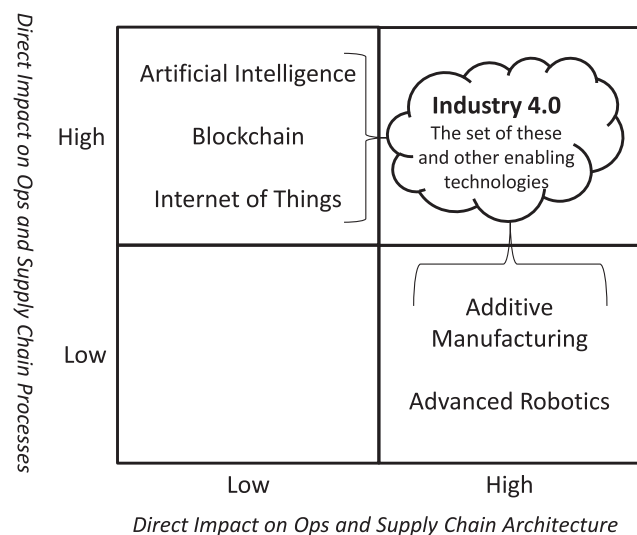 Direct Impact on Ops and Supply Chain Processes
High
Low
Artificial Intelligence
Blockchain
Internet of Things
Industry 4.0
The set of these
and other enabling
technologies
Additive
Manufacturing
Advanced Robotics
Low
High
Direct Impact on Ops and Supply Chain Architecture